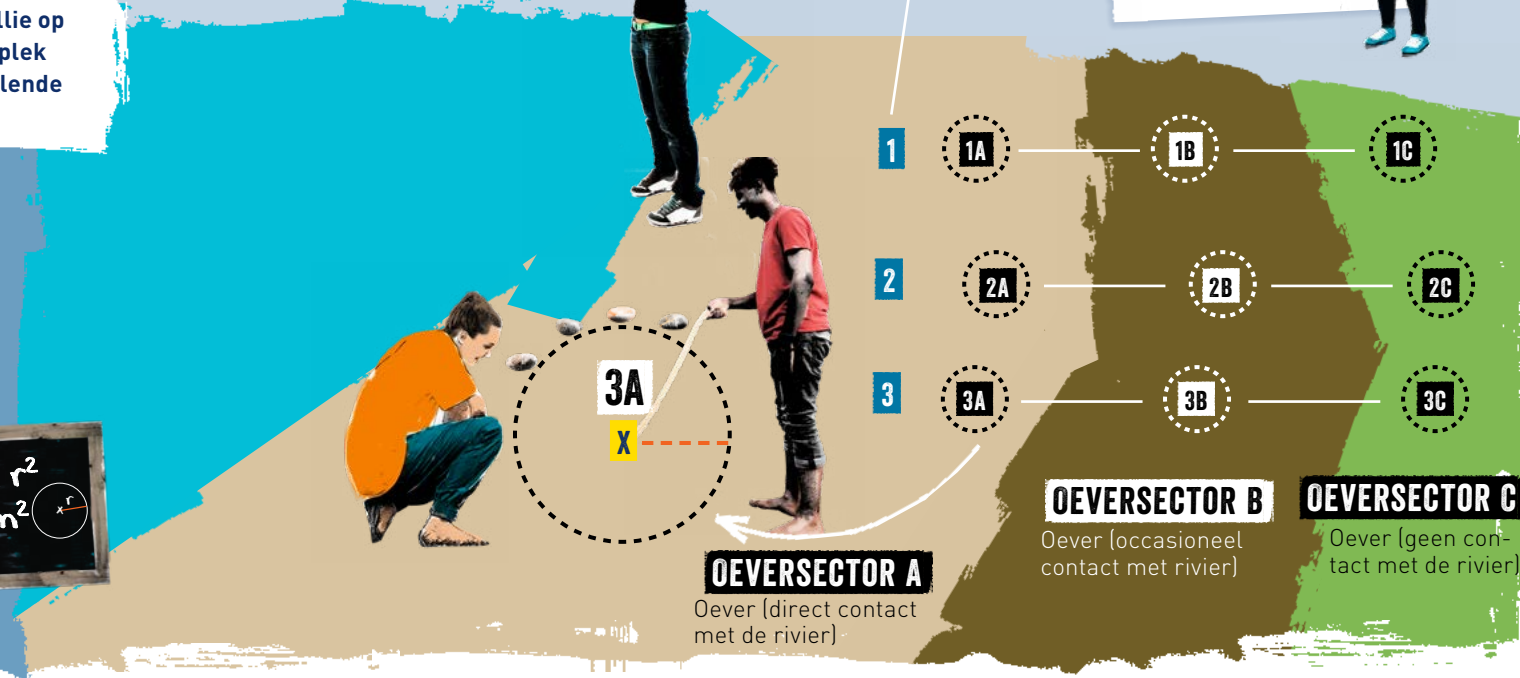 llie op
plek
lende
1
1A
1B
1C
2
2A
2B
2C
3
3A
3B
3C
3A
X
r²
n²
r
x
OEVERSECTOR B
Oever (occasioneel
contact met rivier)
OEVERSECTOR C
Oever (geen con-
tact met de rivier)
OEVERSECTOR A
Oever (direct contact
met de rivier)